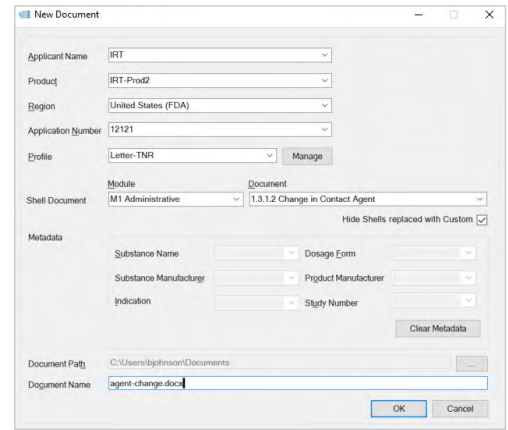 New Document
Applicant Name IRT
Product IRT-Prod2
Region United States (FDA)
Application Number 12121
Profile Letter-TNR Manage
Module Document
Shell Document M1 Administrative 1.3.1.2 Change in Contact Agent
Hide Shells replaced with Custom
Metadata
Substance Name Dosage Form
Substance Manufacturer Product Manufacturer
Indication Study Number
Clear Metadata
Document Path C:\Users\bjohnson\Documents ...
Document Name agent-change.docx
OK Cancel